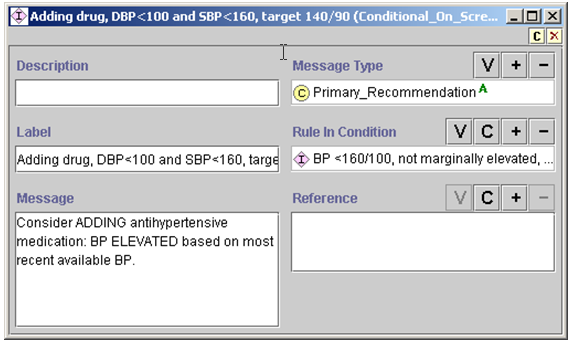 Adding drug, DBP<100 and SBP<160, target 140/90 (Conditional_On_Scre...
C
Description
Message Type
V + −
C Primary_Recommendation A
Label
Rule In Condition
V C + −
Adding drug, DBP<100 and SBP<160, targe
I BP <160/100, not marginally elevated, ...
Message
Reference
V C + −
Consider ADDING antihypertensive
medication: BP ELEVATED based on most
recent available BP.